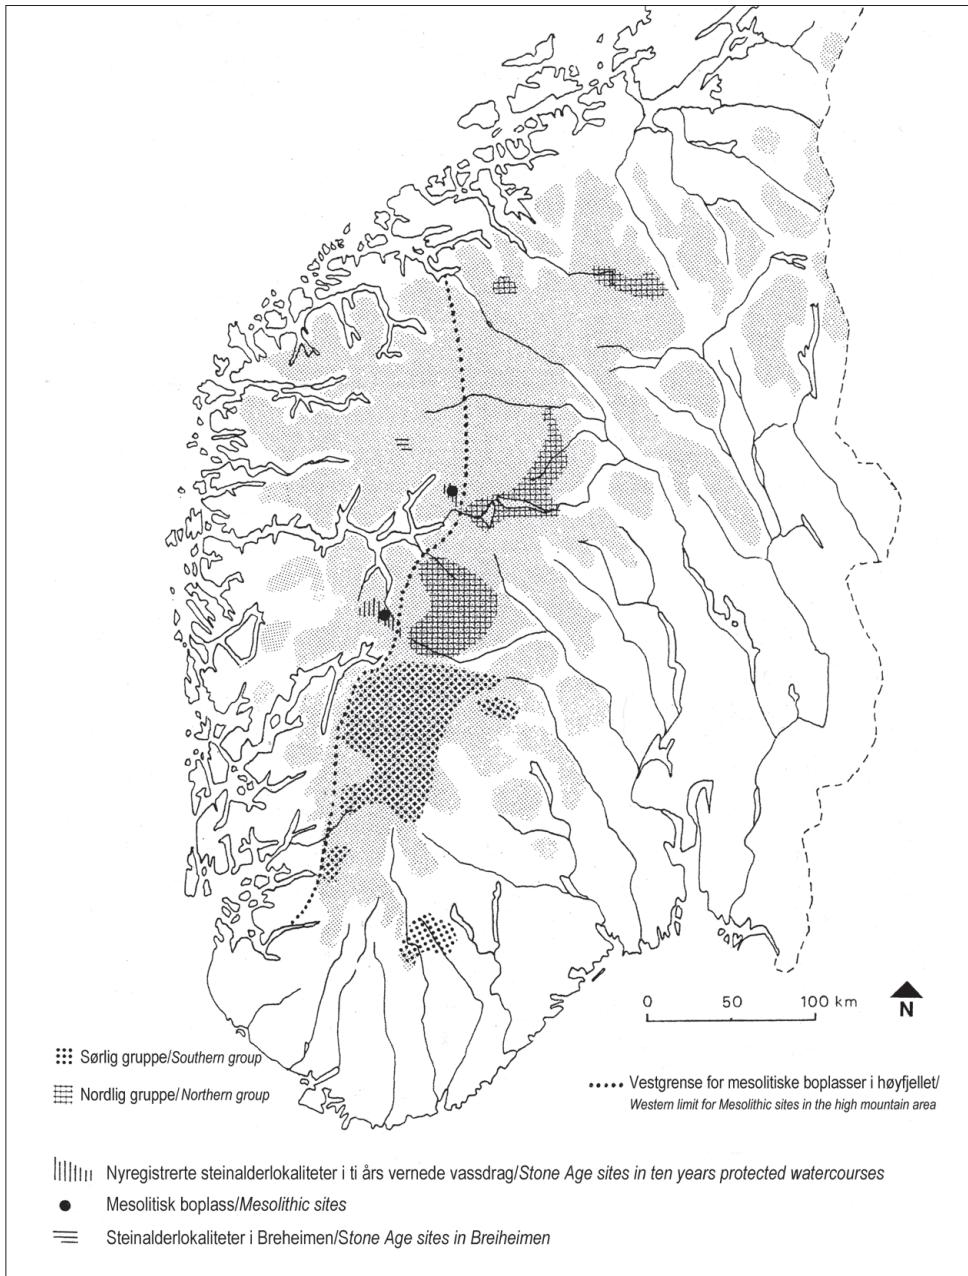 0 50 100 km
N
Sørlig gruppe/Southern group
Nordlig gruppe/Northern group
Vestgrense for mesolitiske boplasser i høyfjellet/
Western limit for Mesolithic sites in the high mountain area
Nyregistrerte steinalderlokaliteter i ti års vernede vassdrag/Stone Age sites in ten years protected watercourses
Mesolitisk boplass/Mesolithic sites
Steinalderlokaliteter i Breheimen/Stone Age sites in Breiheimen